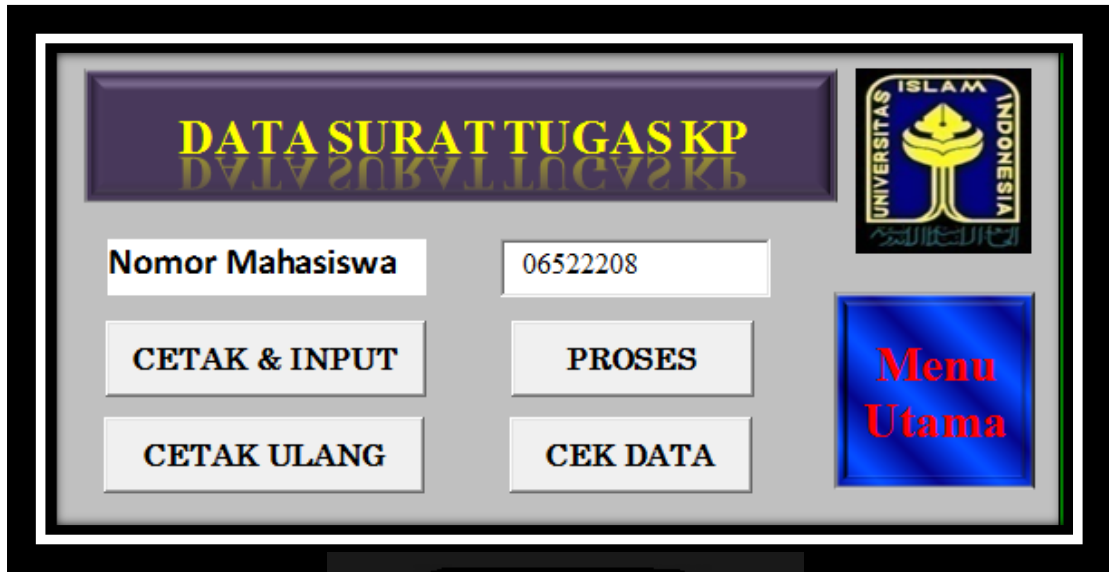 DATA SURAT TUGAS KP
UNIVERSITAS ISLAM INDONESIA
Nomor Mahasiswa
06522208
CETAK & INPUT
PROSES
Menu
Utama
CETAK ULANG
CEK DATA